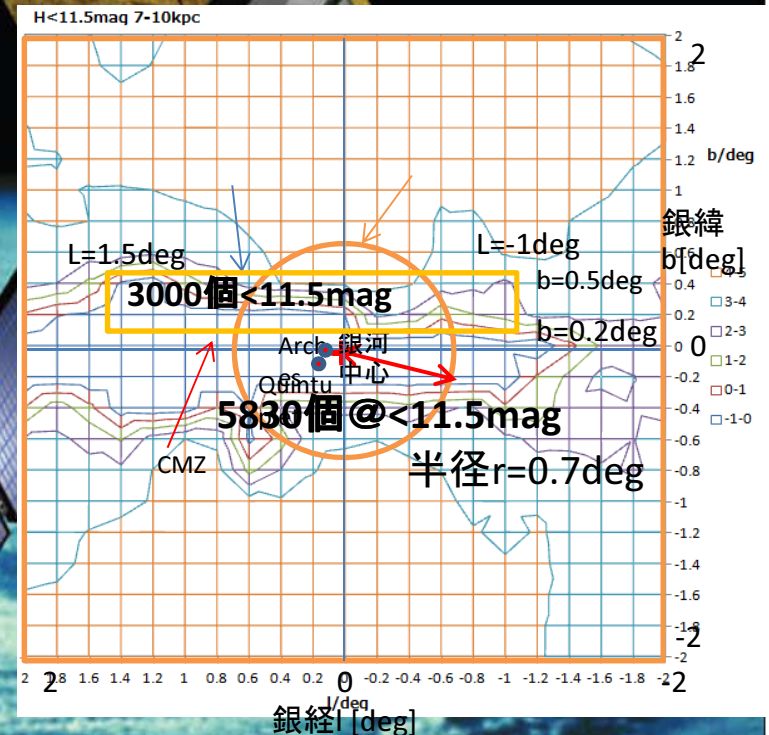 H<11.5maq 7-10kpc
2
1.8
2
1.6
1.4
1.2
b/deg
1
銀緯
L=1.5deg
L=-1deg
0.6
b[deg]
0.4
b=0.5deg
3-4
3000個<11.5mag
0.2
2-3
b=0.2deg
0
0
Arch
es
銀河
中心
1-2
-0.2
Quintu
0-1
-0.4
5830個@<11.5mag
-1-0
-0.6
CMZ
半径r=0.7deg
-0.8
-1
-1.2
-1.4
-1.6
-1.8
-2
-2
2 1.8 1.6 1.4 1.2 1 0.8 0.6 0.4 0.2 0 -0.2 -0.4 -0.6 -0.8 -1 -1.2 -1.4 -1.6 -1.8 -2
2 0 -2
l/deg
銀経l [deg]